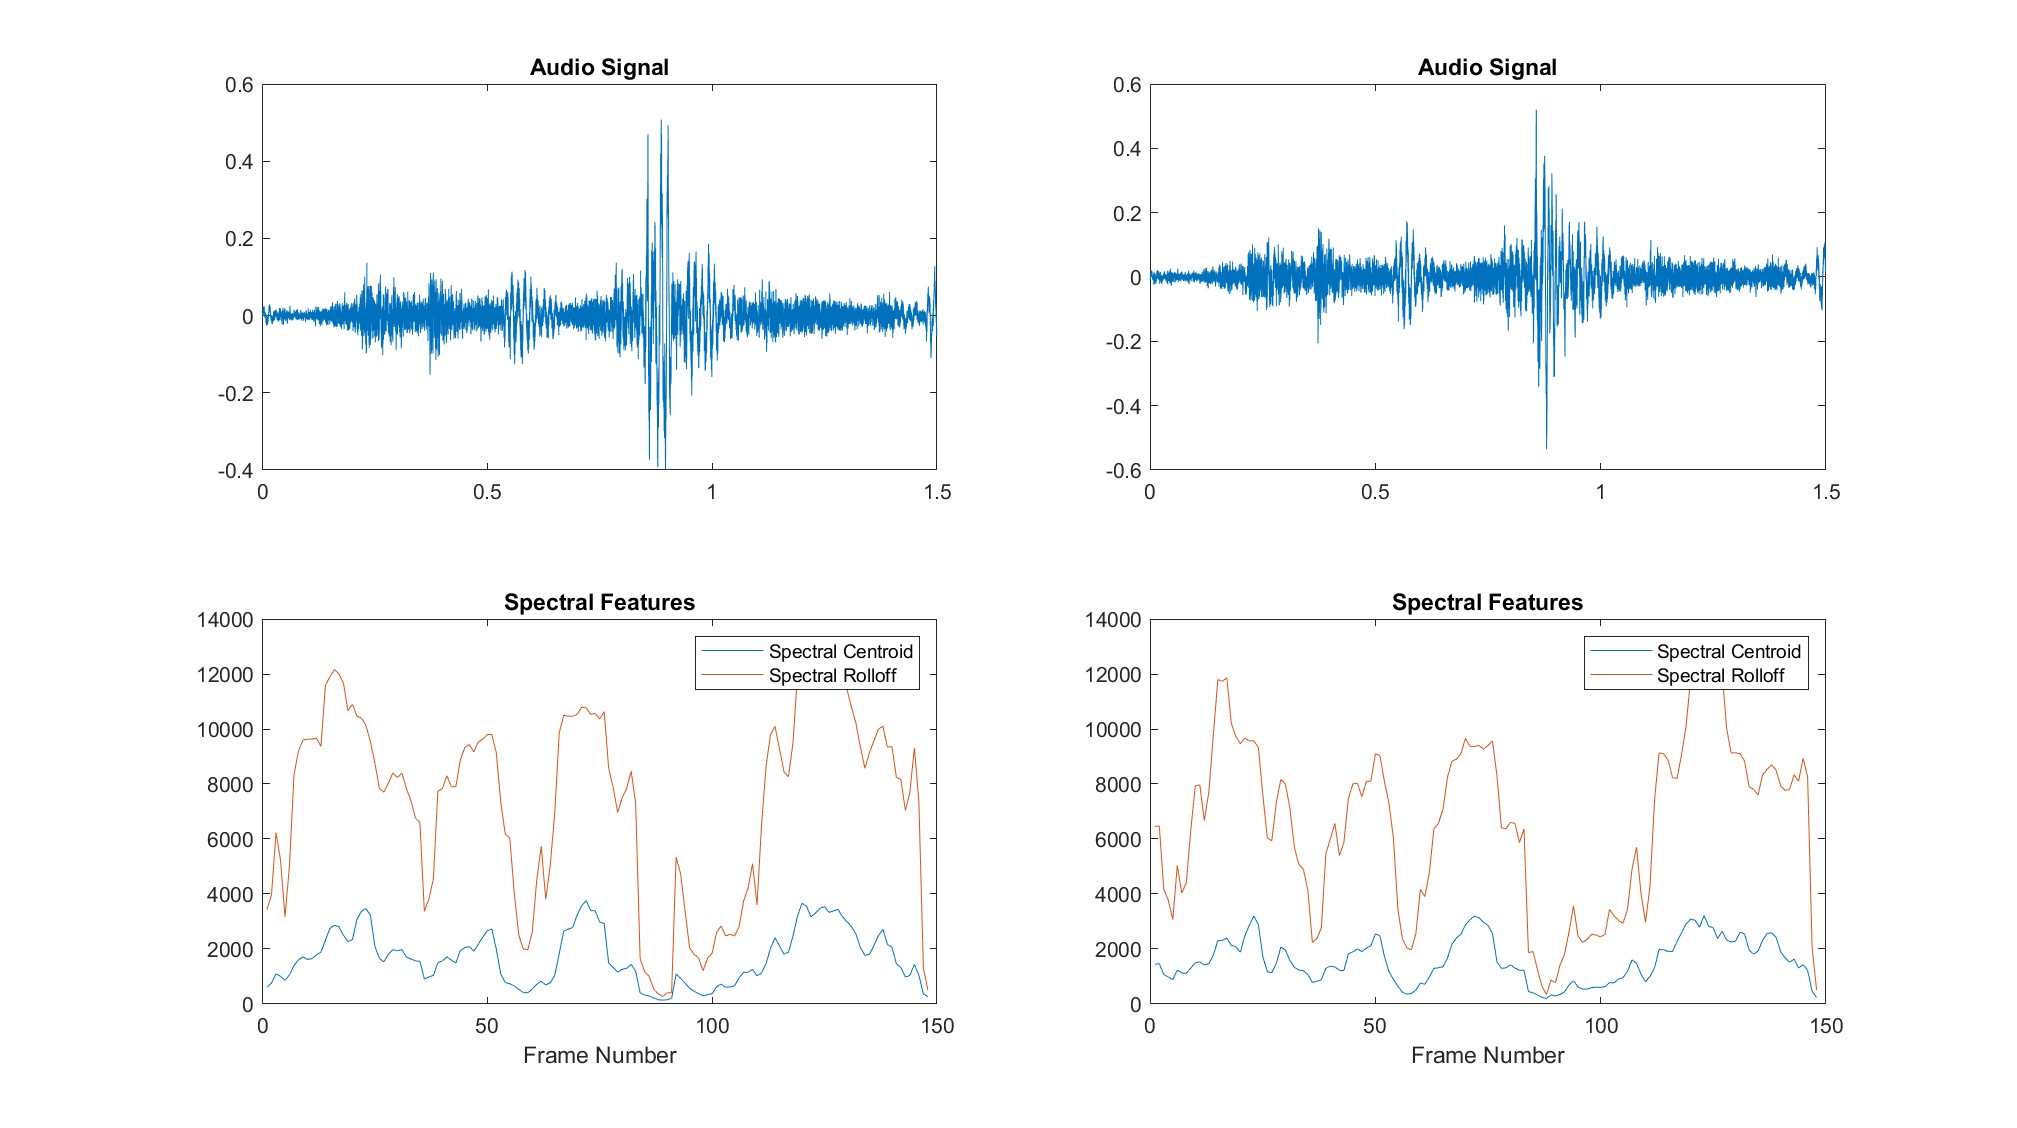 Audio Signal
0.6
0.4
0.2
0
-0.2
-0.4
0 0.5 1 1.5
Audio Signal
0.6
0.4
0.2
0
-0.2
-0.4
-0.6
0 0.5 1 1.5
Spectral Features
14000
12000
10000
8000
6000
4000
2000
0
Spectral Centroid
Spectral Rolloff
0 50 100 150
Frame Number
Spectral Features
14000
12000
10000
8000
6000
4000
2000
0
Spectral Centroid
Spectral Rolloff
0 50 100 150
Frame Number